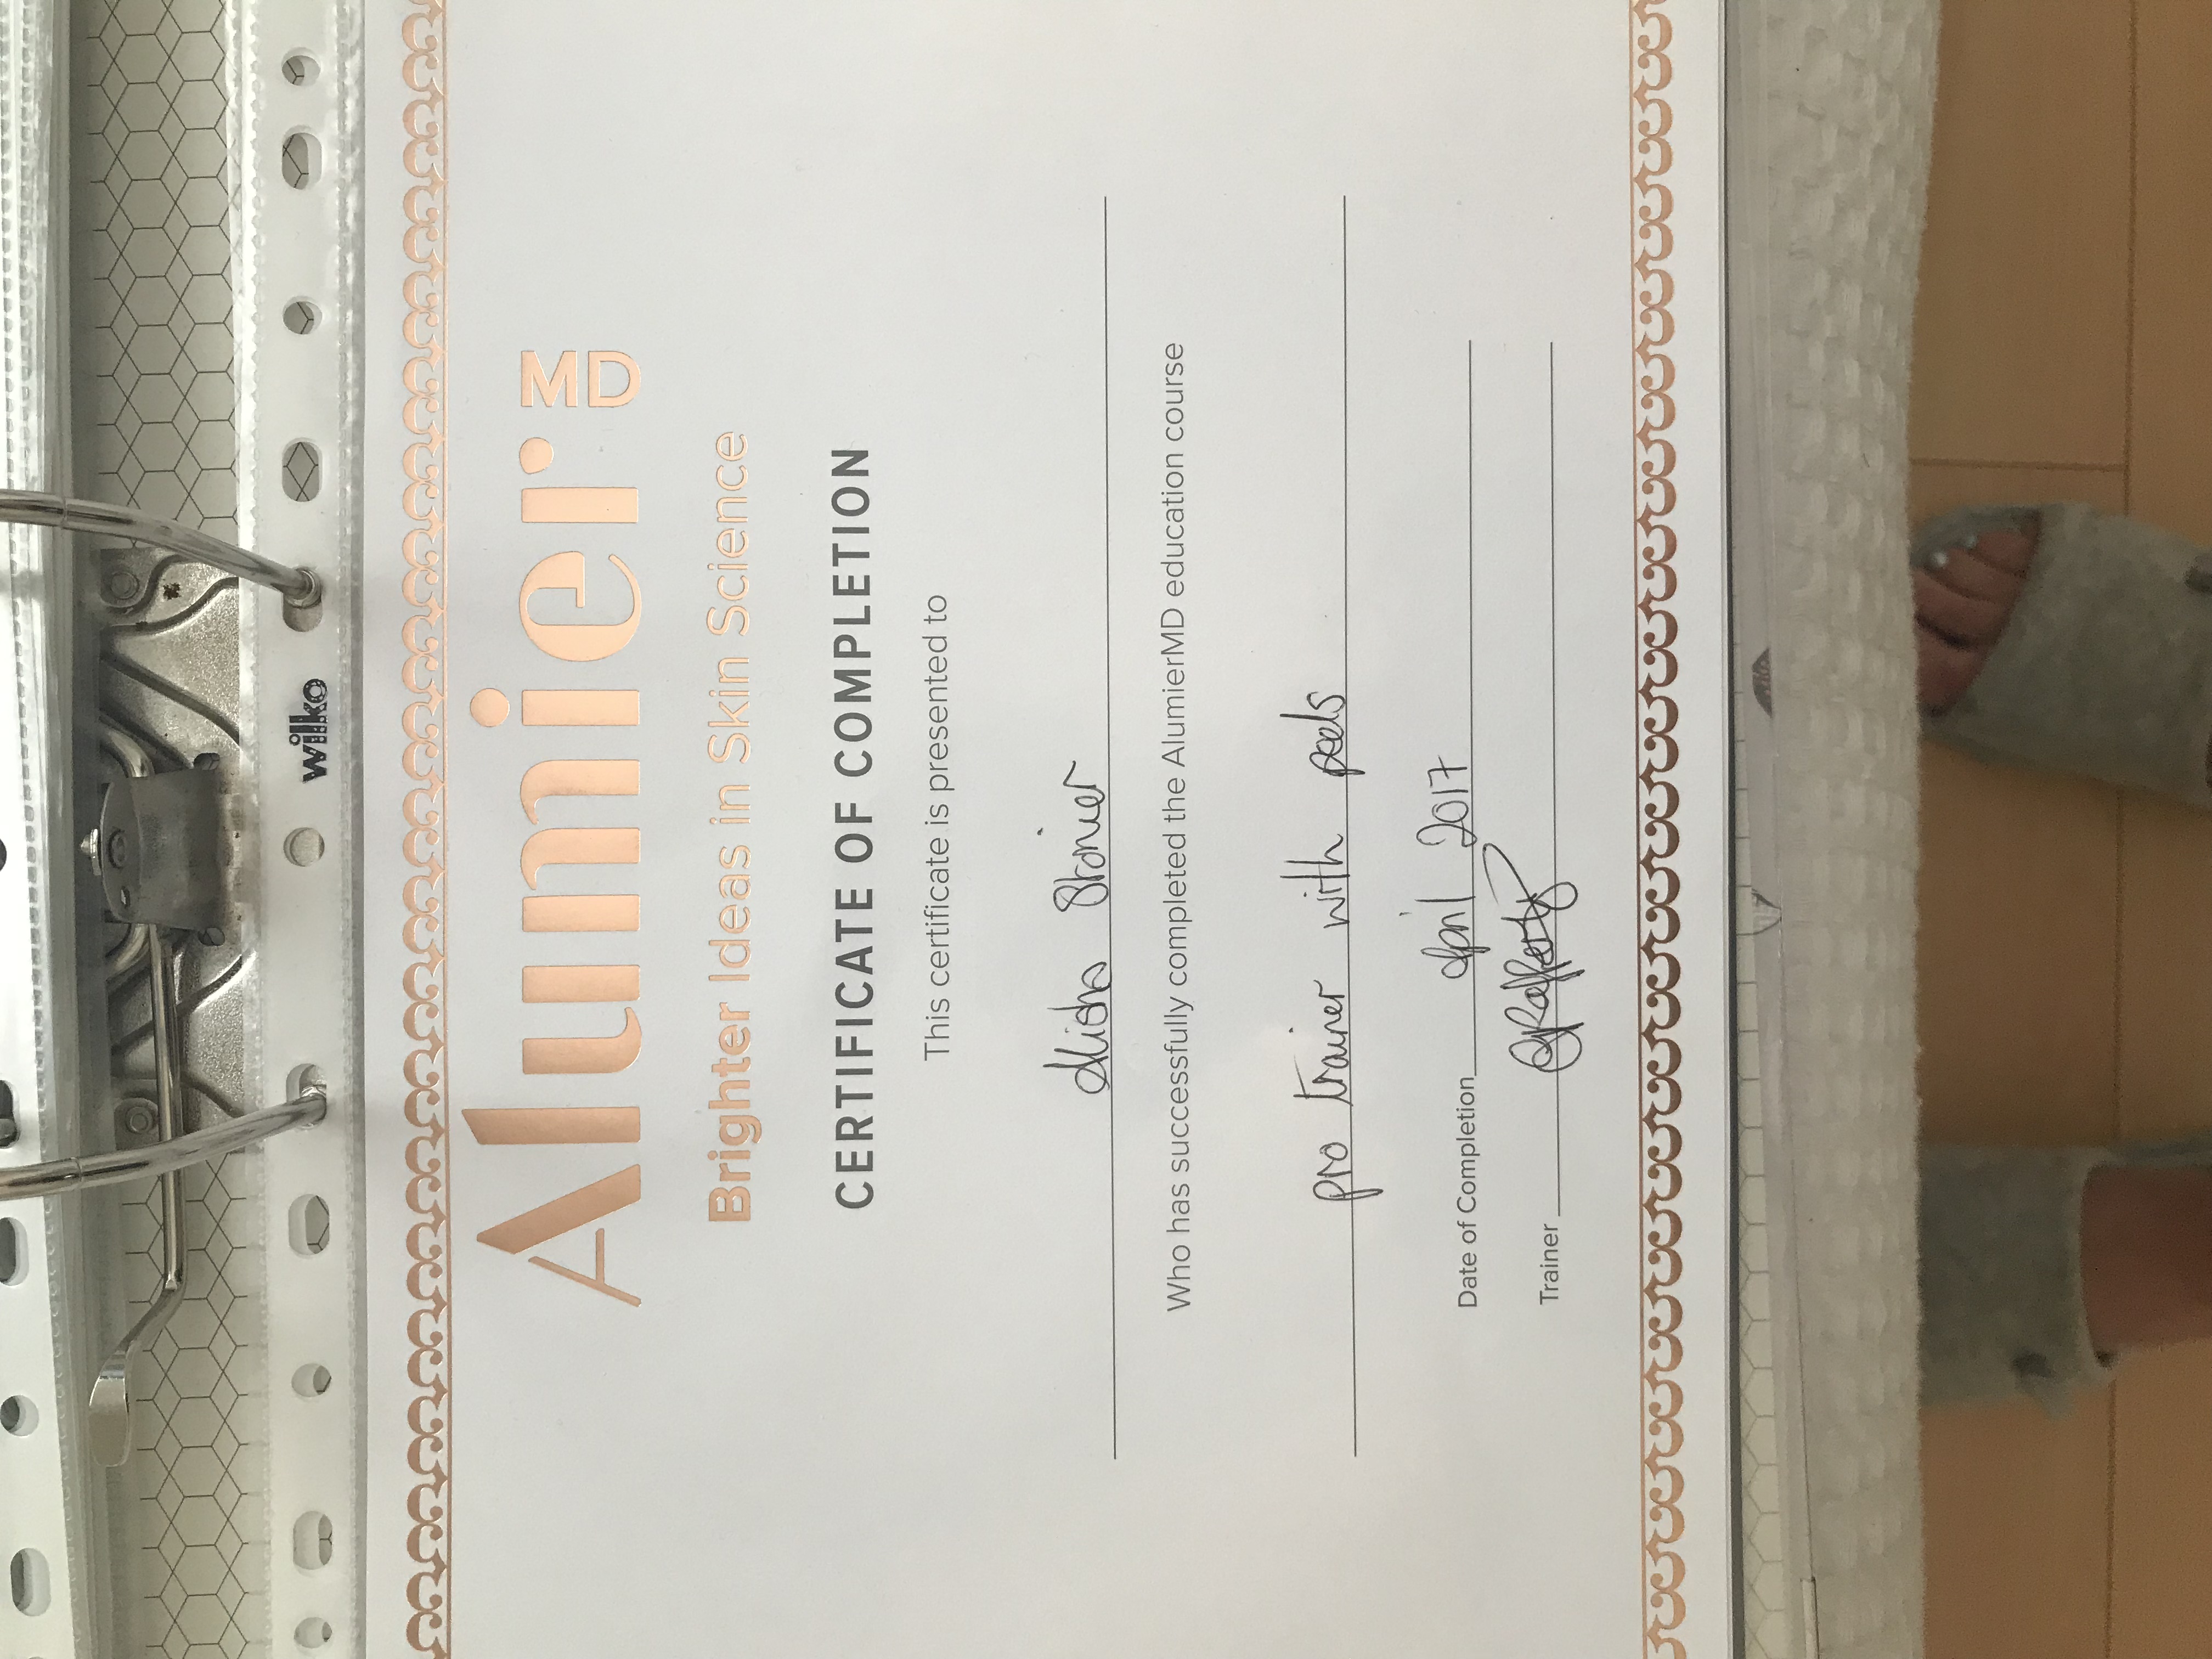 wilko
Alumier MD
Brighter Ideas in Skin Science
CERTIFICATE OF COMPLETION
This certificate is presented to
Alisha Stonier
Who has successfully completed the AlumierMD education course
pro trainer with peels
Date of Completion April 2017
Trainer